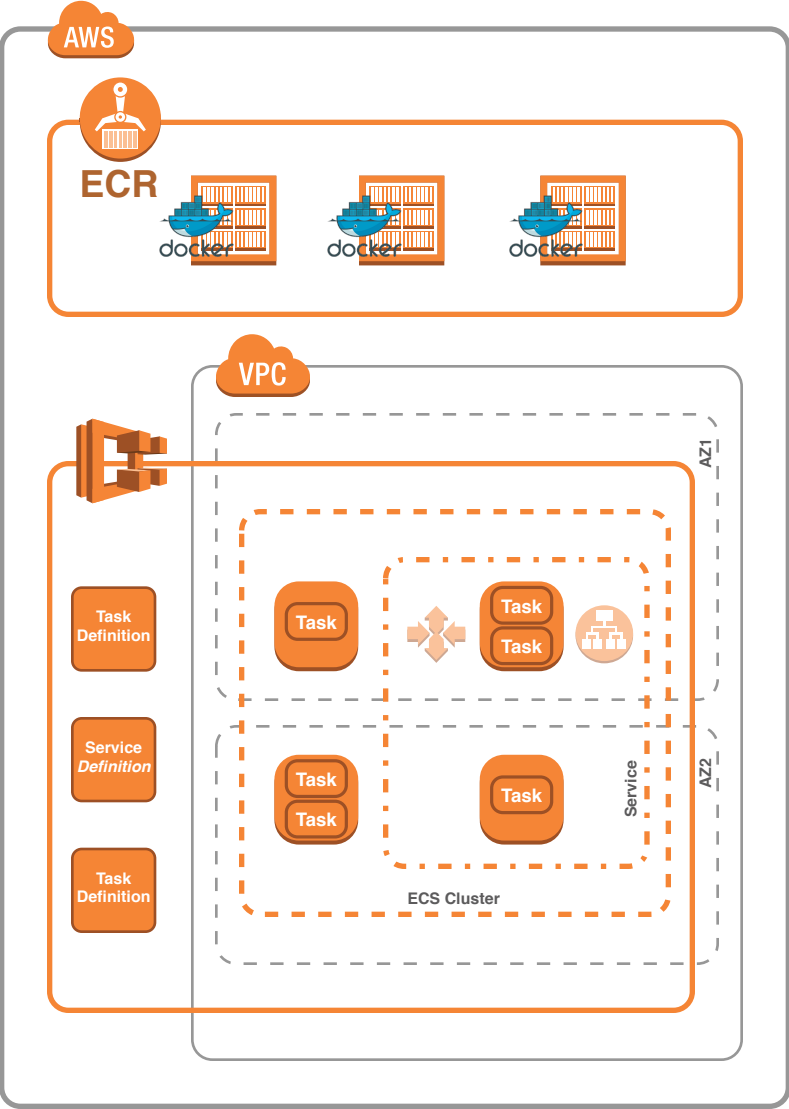 AWS
ECR
docker
docker
docker
VPC
AZ1
Task
Definition
Task
Task
Task
Service
Definition
Task
Task
Task
Service
AZ2
Task
Definition
ECS Cluster